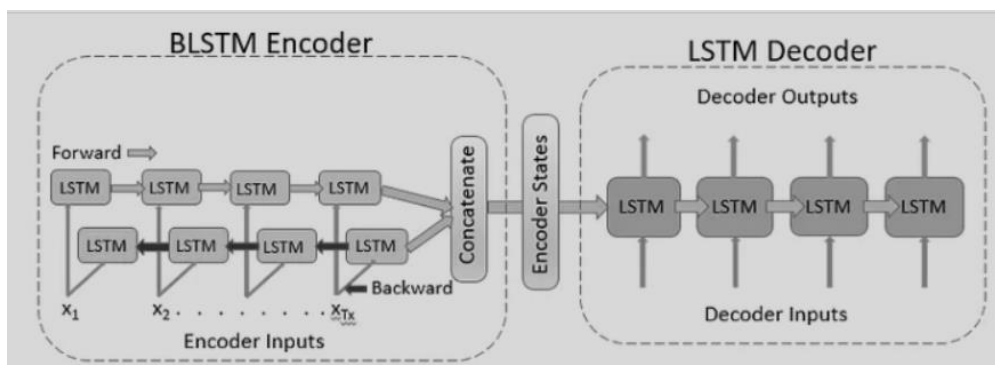 BLSTM Encoder
LSTM Decoder
Decoder Outputs
Forward
LSTM LSTM LSTM LSTM
LSTM LSTM LSTM LSTM
Concatenate
Encoder States
LSTM LSTM LSTM LSTM
Backward
x1 x2 . . . . . . . . xTx
Encoder Inputs
Decoder Inputs